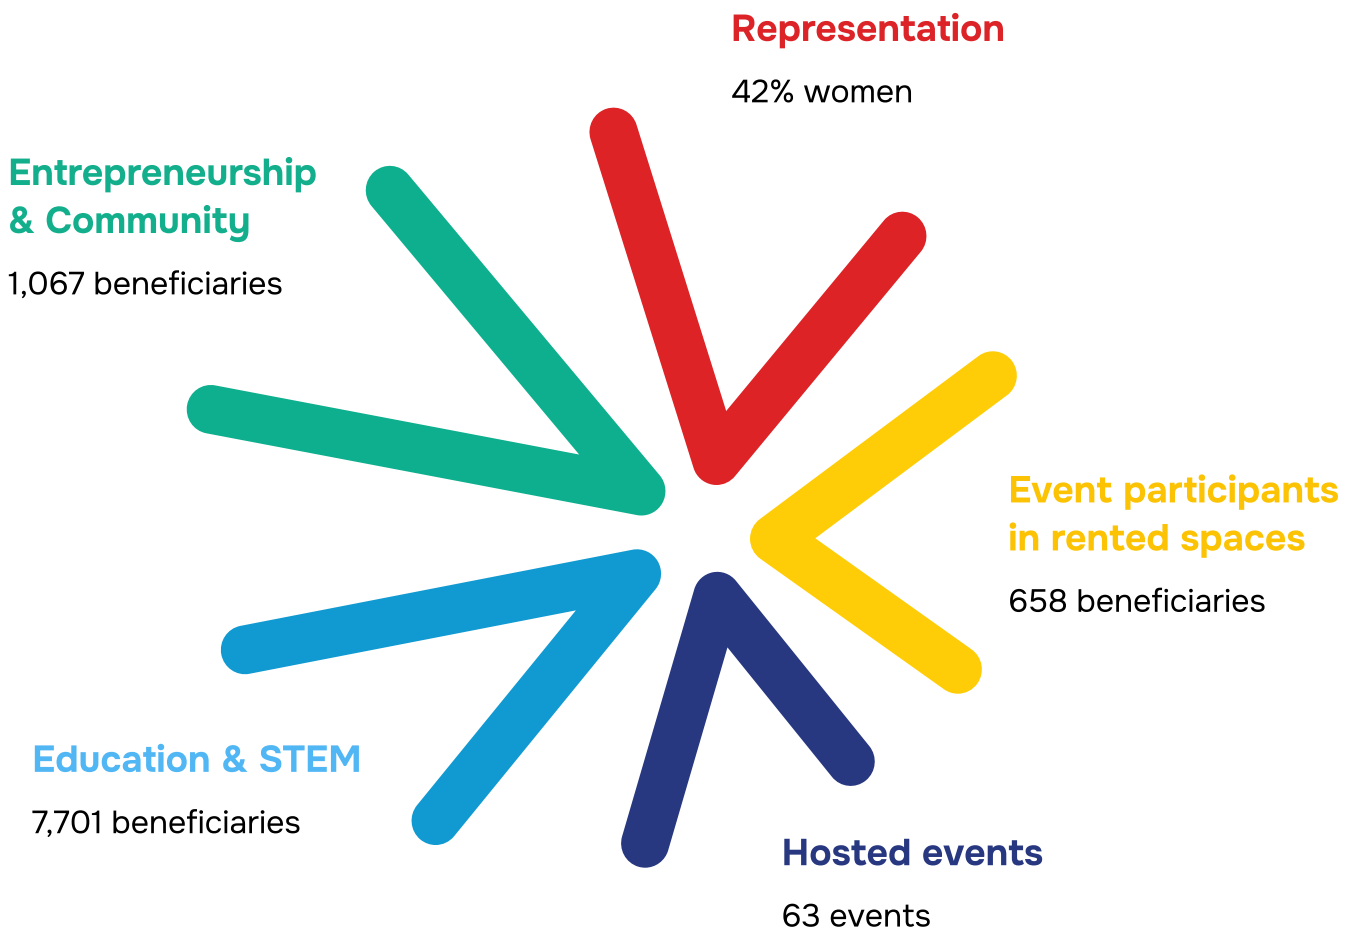 Representation
42% women
Entrepreneurship
& Community
1,067 beneficiaries
Event participants
in rented spaces
658 beneficiaries
Education & STEM
7,701 beneficiaries
Hosted events
63 events